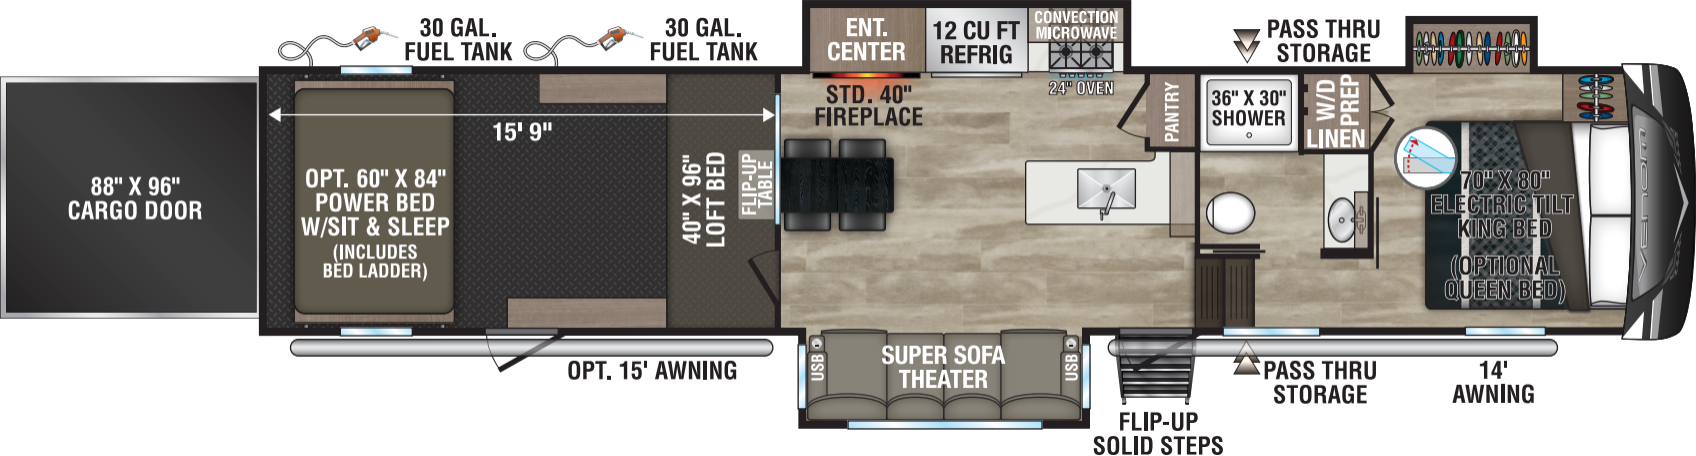 30 GAL.
FUEL TANK
30 GAL.
FUEL TANK
ENT.
CENTER
12 CU FT
REFRIG
CONVECTION
MICROWAVE
24" OVEN
PASS THRU
STORAGE
STD. 40"
FIREPLACE
PANTRY
36" X 30"
SHOWER
W/D
PREP
LINEN
15' 9"
88" X 96"
CARGO DOOR
OPT. 60" X 84"
POWER BED
W/SIT & SLEEP
(INCLUDES
BED LADDER)
40" X 96"
LOFT BED
FLIP-UP
TABLE
70" X 80"
ELECTRIC TILT
KING BED
(OPTIONAL
QUEEN BED)
venom
OPT. 15' AWNING
USB
SUPER SOFA
THEATER
USB
FLIP-UP
SOLID STEPS
PASS THRU
STORAGE
14'
AWNING